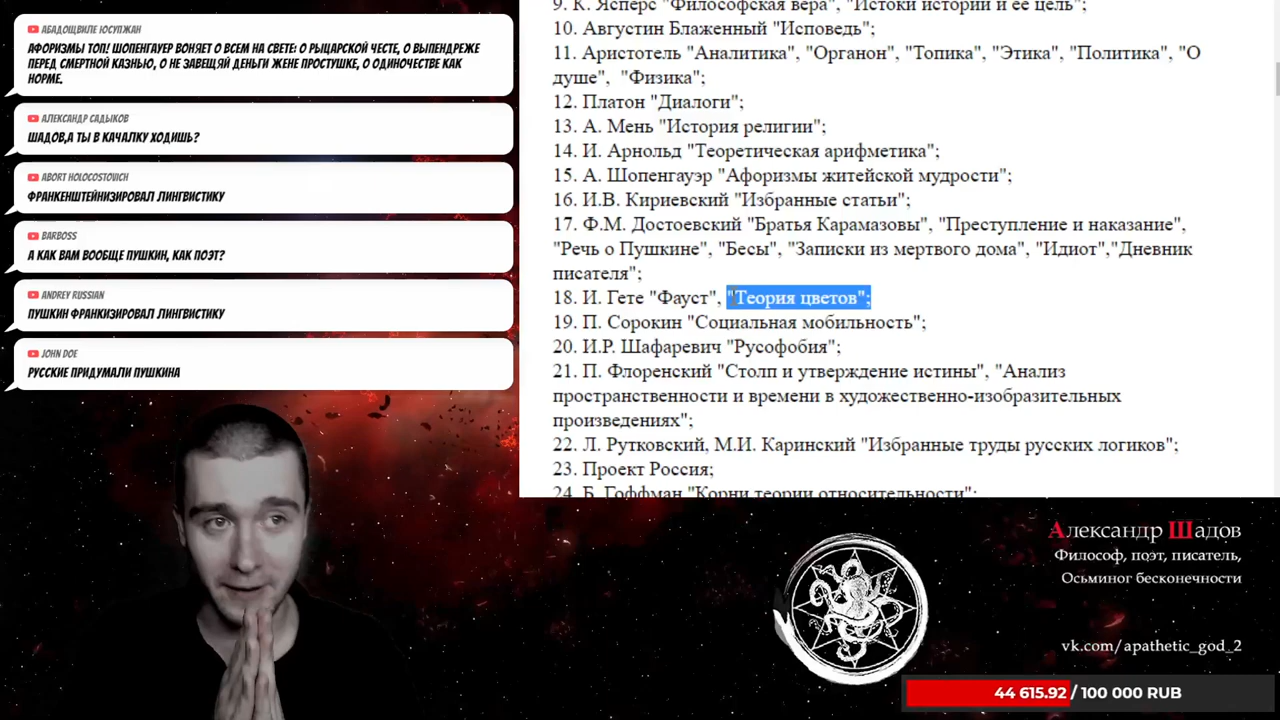 АБАДОЩВИЛЕ ЮСУПЖАН
АФОРИЗМЫ ТОП! ШОПЕНГАУЕР ВОНЯЕТ О ВСЕМ НА СВЕТЕ: О РЫЦАРСКОЙ ЧЕСТЕ, О ВЫПЕНДРЕЖЕ
ПЕРЕД СМЕРТНОЙ КАЗНЬЮ, О НЕ ЗАВЕЩЯЙ ДЕНЬГИ ЖЕНЕ ПРОСТУШКЕ, О ОДИНОЧЕСТВЕ КАК
НОРМЕ.
АЛЕКСАНДР САДЫКОВ
ШАДОВ,А ТЫ В КАЧАЛКУ ХОДИШЬ?
ABORT HOLOCOSTOVICH
ФРАНКЕНШТЕЙНИЗИРОВАЛ ЛИНГВИСТИКУ
BARBOSS
А КАК ВАМ ВООБЩЕ ПУШКИН, КАК ПОЭТ?
ANDREY RUSSIAN
ПУШКИН ФРАНКИЗИРОВАЛ ЛИНГВИСТИКУ
JOHN DOE
РУССКИЕ ПРИДУМАЛИ ПУШКИНА
9. К. Ясперс "Философская вера", "Истоки истории и ее цель";
10. Августин Блаженный "Исповедь";
11. Аристотель "Аналитика", "Органон", "Топика", "Этика", "Политика", "О
душе", "Физика";
12. Платон "Диалоги";
13. А. Мень "История религии";
14. И. Арнольд "Теоретическая арифметика";
15. А. Шопенгауэр "Афоризмы житейской мудрости";
16. И.В. Кириевский "Избранные статьи";
17. Ф.М. Достоевский "Братья Карамазовы", "Преступление и наказание",
"Речь о Пушкине", "Бесы", "Записки из мертвого дома", "Идиот","Дневник
писателя";
18. И. Гете "Фауст", "Теория цветов";
19. П. Сорокин "Социальная мобильность";
20. И.Р. Шафаревич "Русофобия";
21. П. Флоренский "Столп и утверждение истины", "Анализ
пространственности и времени в художественно-изобразительных
произведениях";
22. Л. Рутковский, М.И. Каринский "Избранные труды русских логиков";
23. Проект Россия;
24. Б. Гоффман "Корни теории относительности";
Александр Шадов
Философ, поэт, писатель,
Осьминог бесконечности
vk.com/apathetic_god_2
44 615.92 / 100 000 RUB